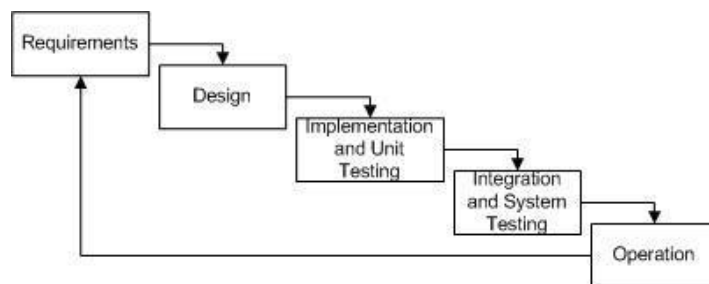 Requirements
Design
Implementation
and Unit
Testing
Integration
and System
Testing
Operation